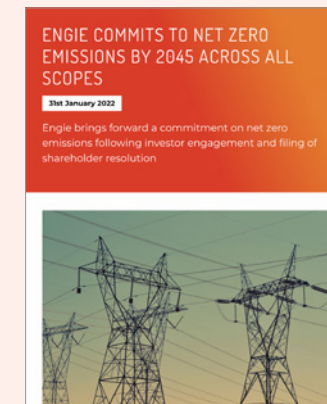 ENGIE COMMITS TO NET ZERO
EMISSIONS BY 2045 ACROSS ALL
SCOPES
31st January 2022
Engie brings forward a commitment on net zero
emissions following investor engagement and filing of
shareholder resolution